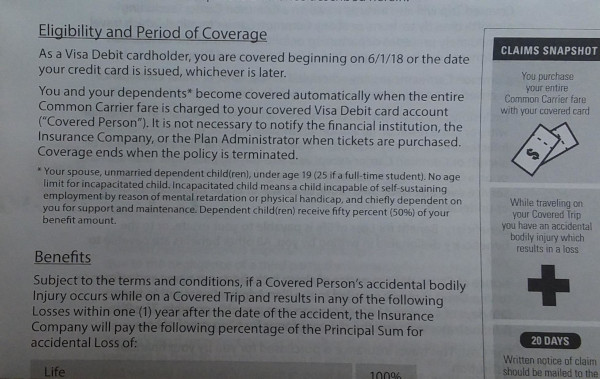 Eligibility and Period of Coverage
As a Visa Debit cardholder, you are covered beginning on 6/1/18 or the date
your credit card is issued, whichever is later.
You and your dependents* become covered automatically when the entire
Common Carrier fare is charged to your covered Visa Debit card account
("Covered Person"). It is not necessary to notify the financial institution, the
Insurance Company, or the Plan Administrator when tickets are purchased.
Coverage ends when the policy is terminated.
* Your spouse, unmarried dependent child(ren), under age 19 (25 if a full-time student). No age
limit for incapacitated child. Incapacitated child means a child incapable of self-sustaining
employment by reason of mental retardation or physical handicap, and chiefly dependent on
you for support and maintenance. Dependent child(ren) receive fifty percent (50%) of your
benefit amount.
Benefits
Subject to the terms and conditions, if a Covered Person's accidental bodily
Injury occurs while on a Covered Trip and results in any of the following
Losses within one (1) year after the date of the accident, the Insurance
Company will pay the following percentage of the Principal Sum for
accidental Loss of:
Life 100%
CLAIMS SNAPSHOT
You purchase
your entire
Common Carrier fare
with your covered card
$
While traveling on
your Covered Trip
you have an accidental
bodily injury which
results in a loss
20 DAYS
Written notice of claim
should be mailed to the